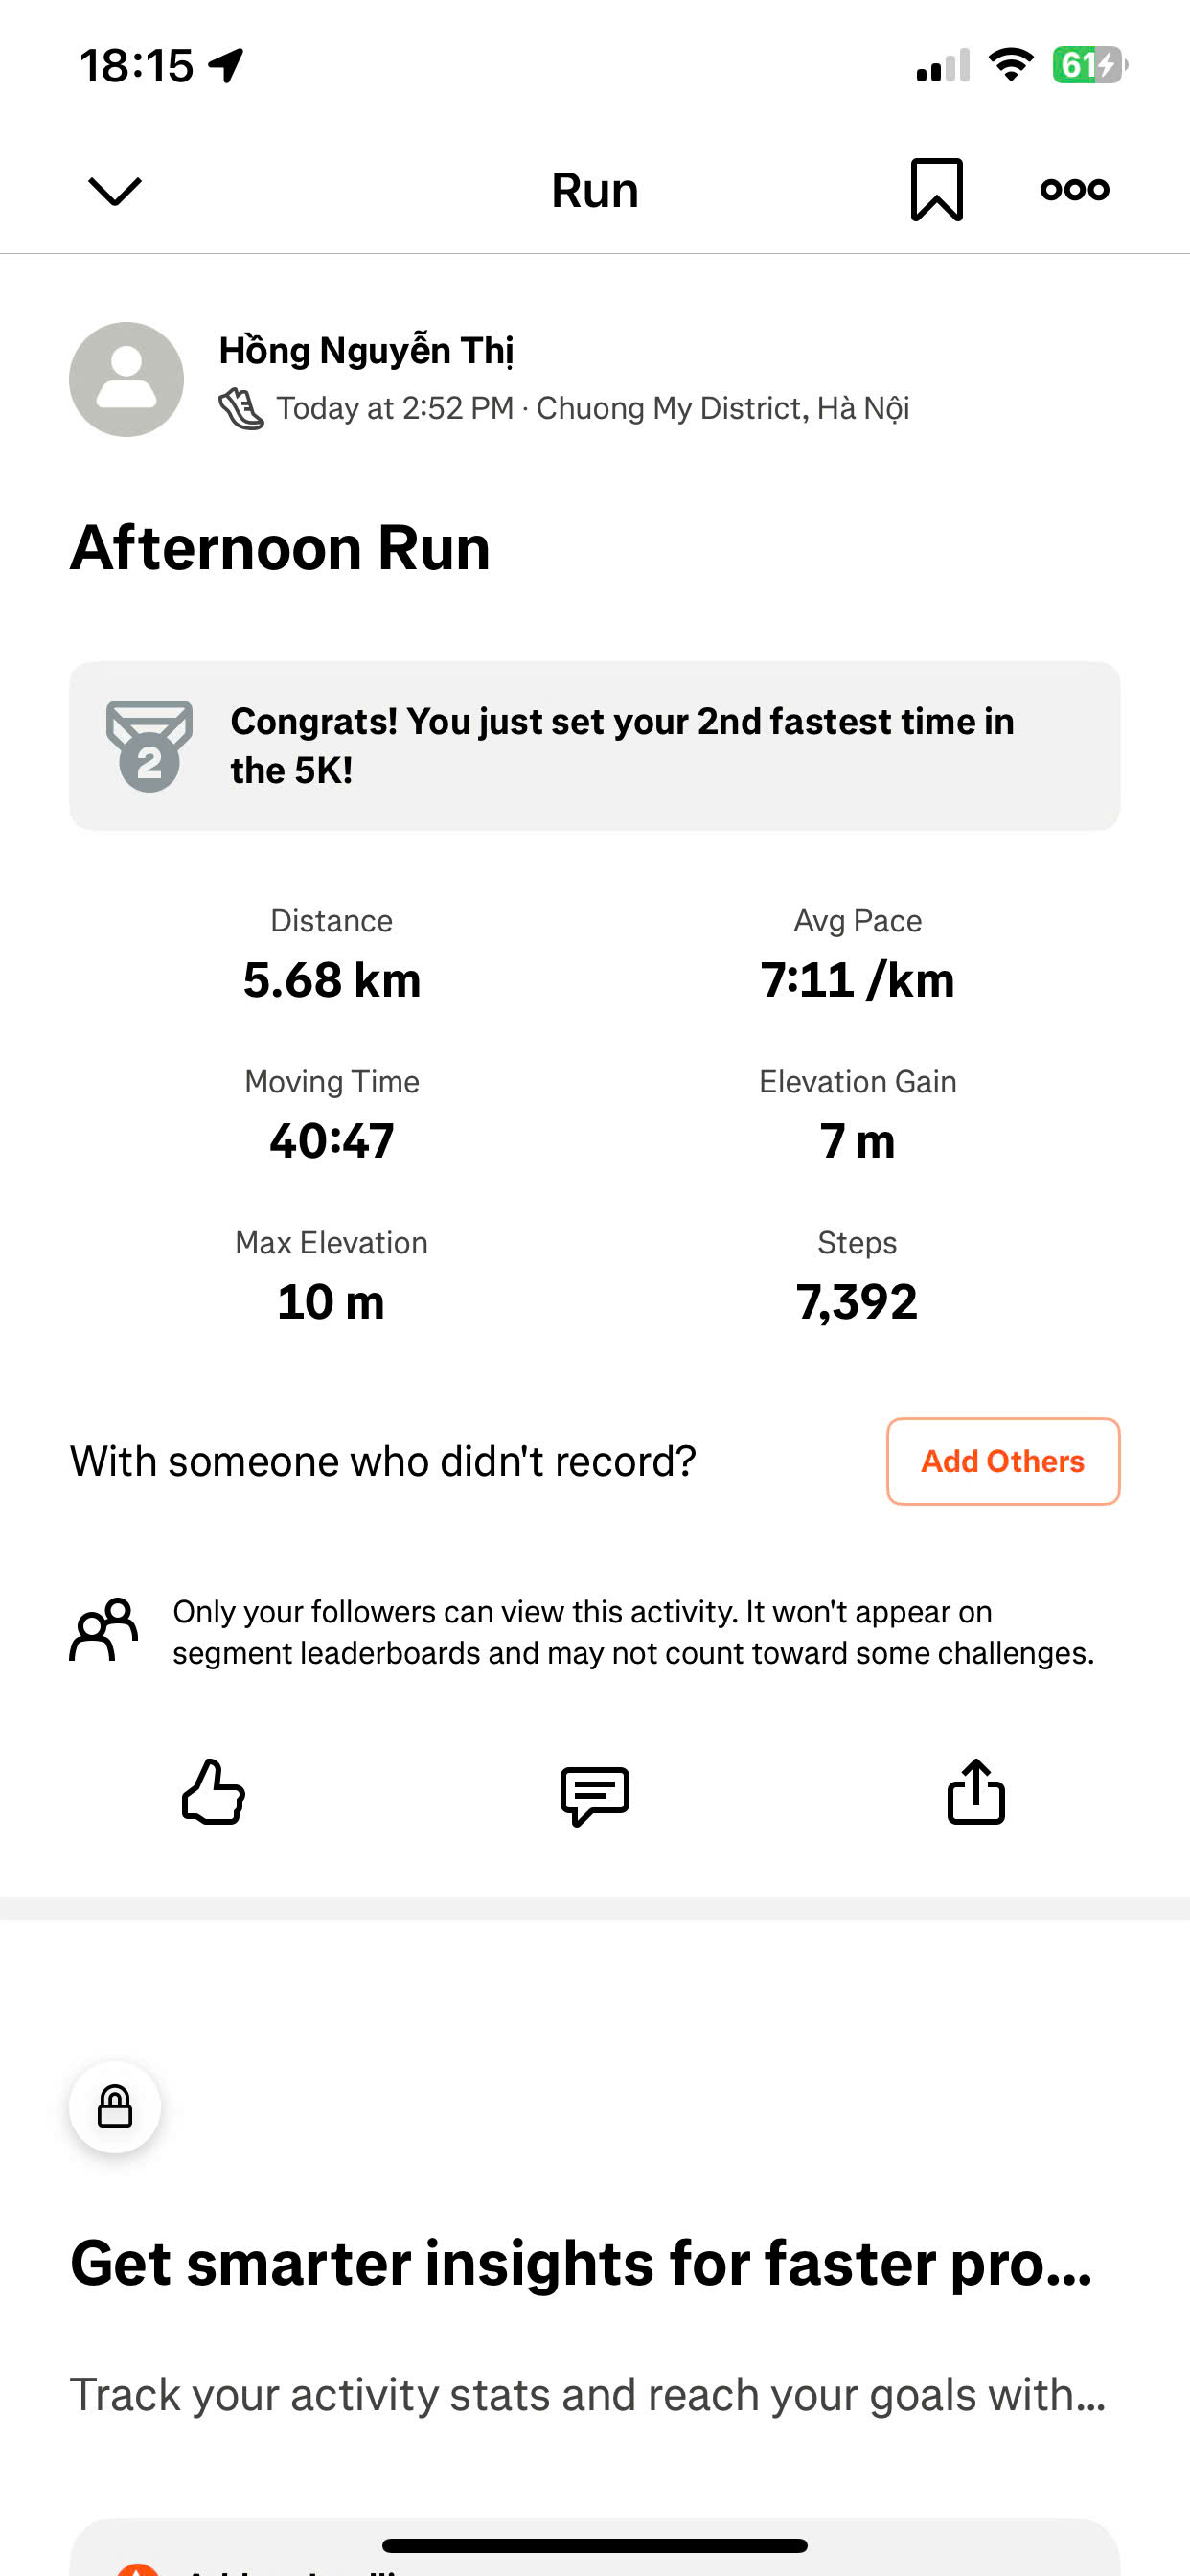 18:15
61
Run
Hồng Nguyễn Thị
Today at 2:52 PM · Chuong My District, Hà Nội
Afternoon Run
2
Congrats! You just set your 2nd fastest time in
the 5K!
Distance
Avg Pace
5.68 km
7:11 /km
Moving Time
Elevation Gain
40:47
7 m
Max Elevation
Steps
10 m
7,392
With someone who didn't record?
Add Others
Only your followers can view this activity. It won't appear on
segment leaderboards and may not count toward some challenges.
Get smarter insights for faster pro...
Track your activity stats and reach your goals with...